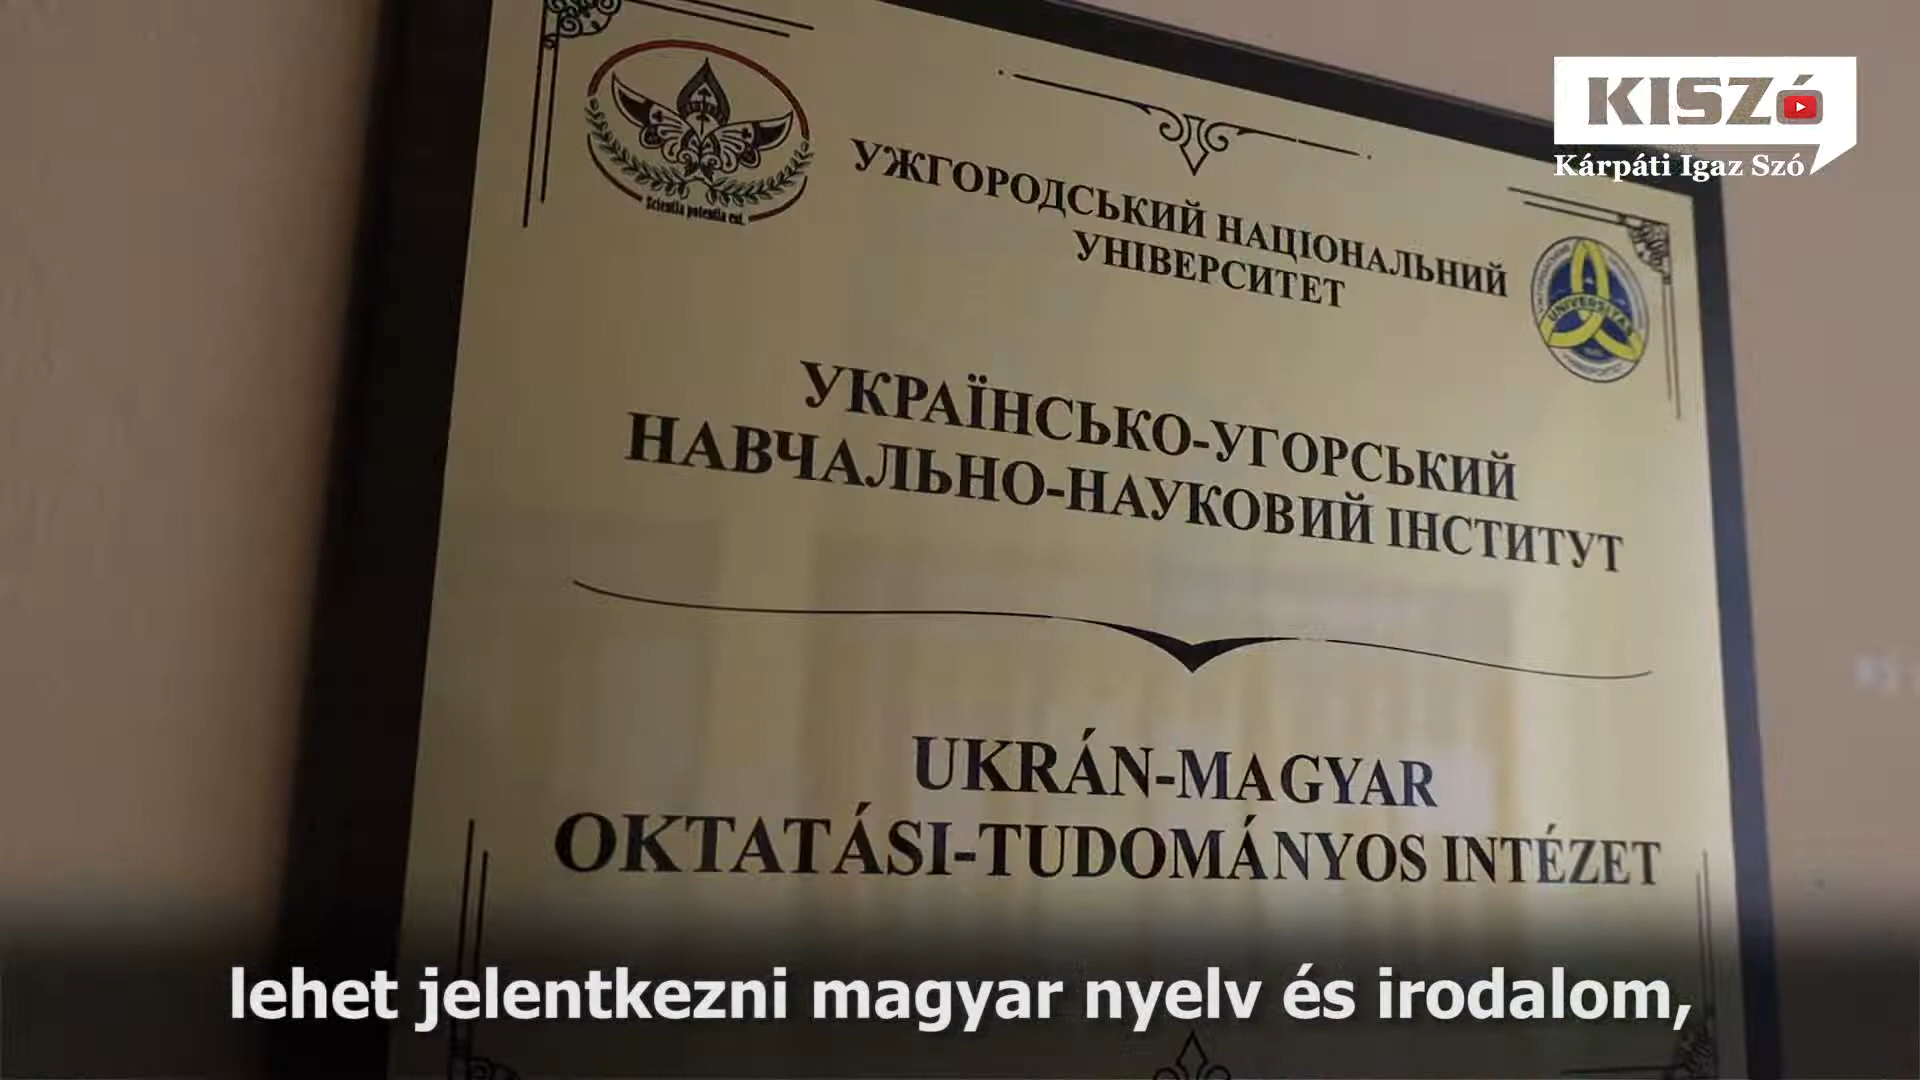 KISZó
Kárpáti Igaz Szó
Scientia potentia est.
УЖГОРОДСЬКИЙ НАЦІОНАЛЬНИЙ
УНІВЕРСИТЕТ
UNIVERSITAS
УКРАЇНСЬКО-УГОРСЬКИЙ
НАВЧАЛЬНО-НАУКОВИЙ ІНСТИТУТ
UKRÁN-MAGYAR
OKTATÁSI-TUDOMÁNYOS INTÉZET
lehet jelentkezni magyar nyelv és irodalom,